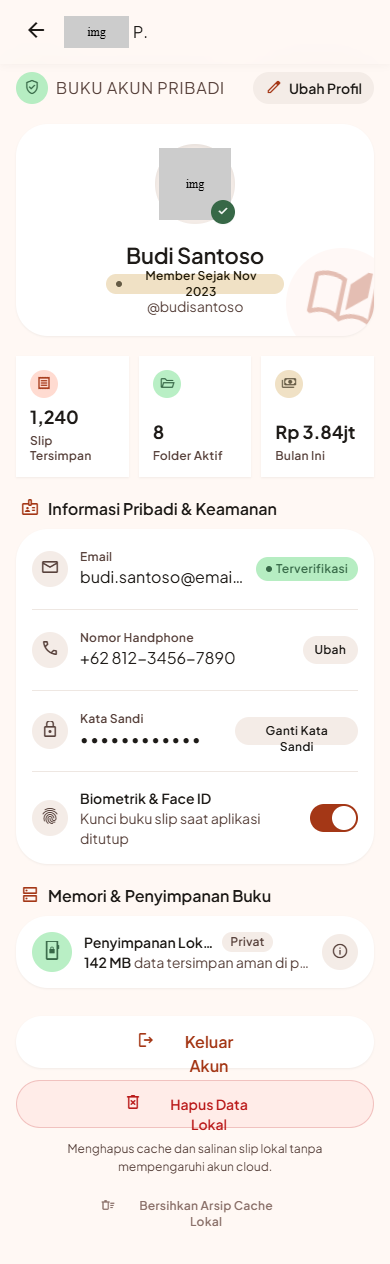 img P.
BUKU AKUN PRIBADI
Ubah Profil
img
Budi Santoso
Member Sejak Nov
2023
@budisantoso
1,240
Slip
Tersimpan
8
Folder Aktif
Rp 3.84jt
Bulan Ini
Informasi Pribadi & Keamanan
Email
budi.santoso@emai...
Terverifikasi
Nomor Handphone
+62 812-3456-7890
Ubah
Kata Sandi
••••••••••••
Ganti Kata
Sandi
Biometrik & Face ID
Kunci buku slip saat aplikasi
ditutup
Memori & Penyimpanan Buku
Penyimpanan Lok...
Privat
142 MB data tersimpan aman di p...
Keluar
Akun
Hapus Data
Lokal
Menghapus cache dan salinan slip lokal tanpa
mempengaruhi akun cloud.
Bersihkan Arsip Cache
Lokal